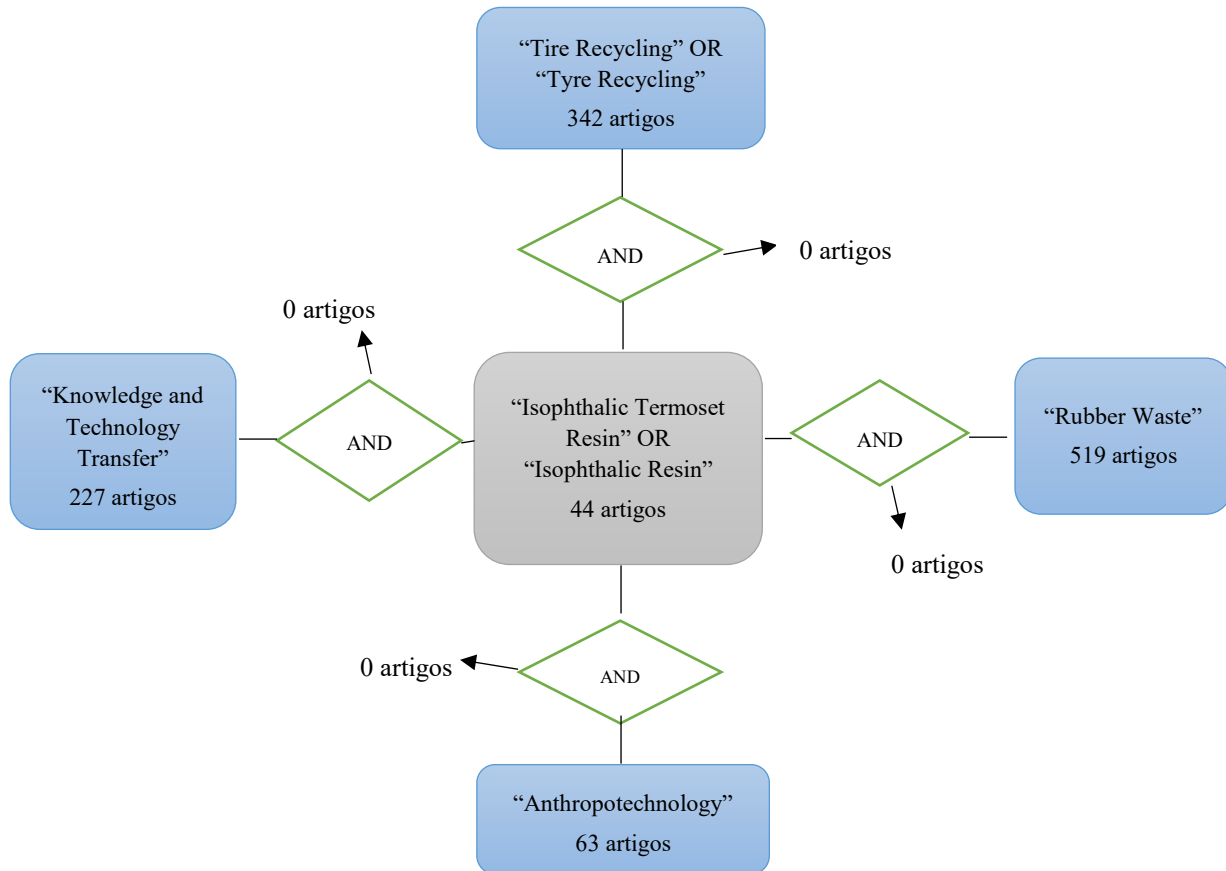 “Tire Recycling” OR
“Tyre Recycling”
342 artigos
AND
0 artigos
0 artigos
“Knowledge and
Technology
Transfer”
227 artigos
AND
“Isophthalic Termoset
Resin” OR
“Isophthalic Resin”
44 artigos
AND
“Rubber Waste”
519 artigos
0 artigos
0 artigos
AND
“Anthropotechnology”
63 artigos